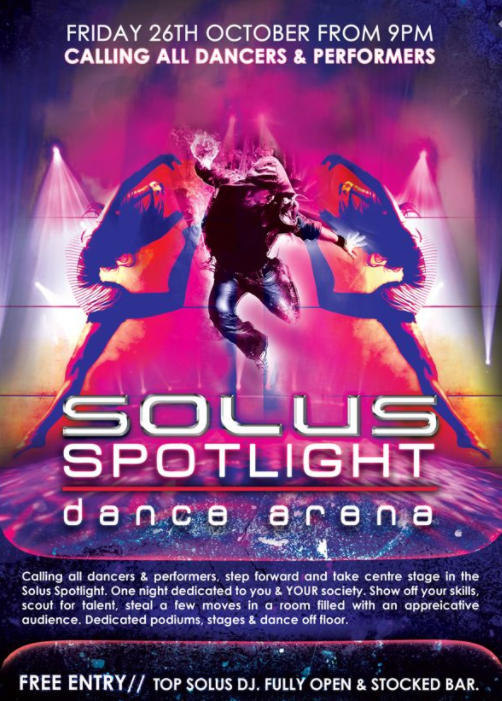 FRIDAY 26TH OCTOBER FROM 9PM
CALLING ALL DANCERS & PERFORMERS
SOLUS
SPOTLIGHT
dance arena
Calling all dancers & performers, step forward and take centre stage in the
Solus Spotlight. One night dedicated to you & YOUR society. Show off your skills,
scout for talent, steal a few moves in a room filled with an appreicative
audience. Dedicated podiums, stages & dance off floor.
FREE ENTRY// TOP SOLUS DJ. FULLY OPEN & STOCKED BAR.